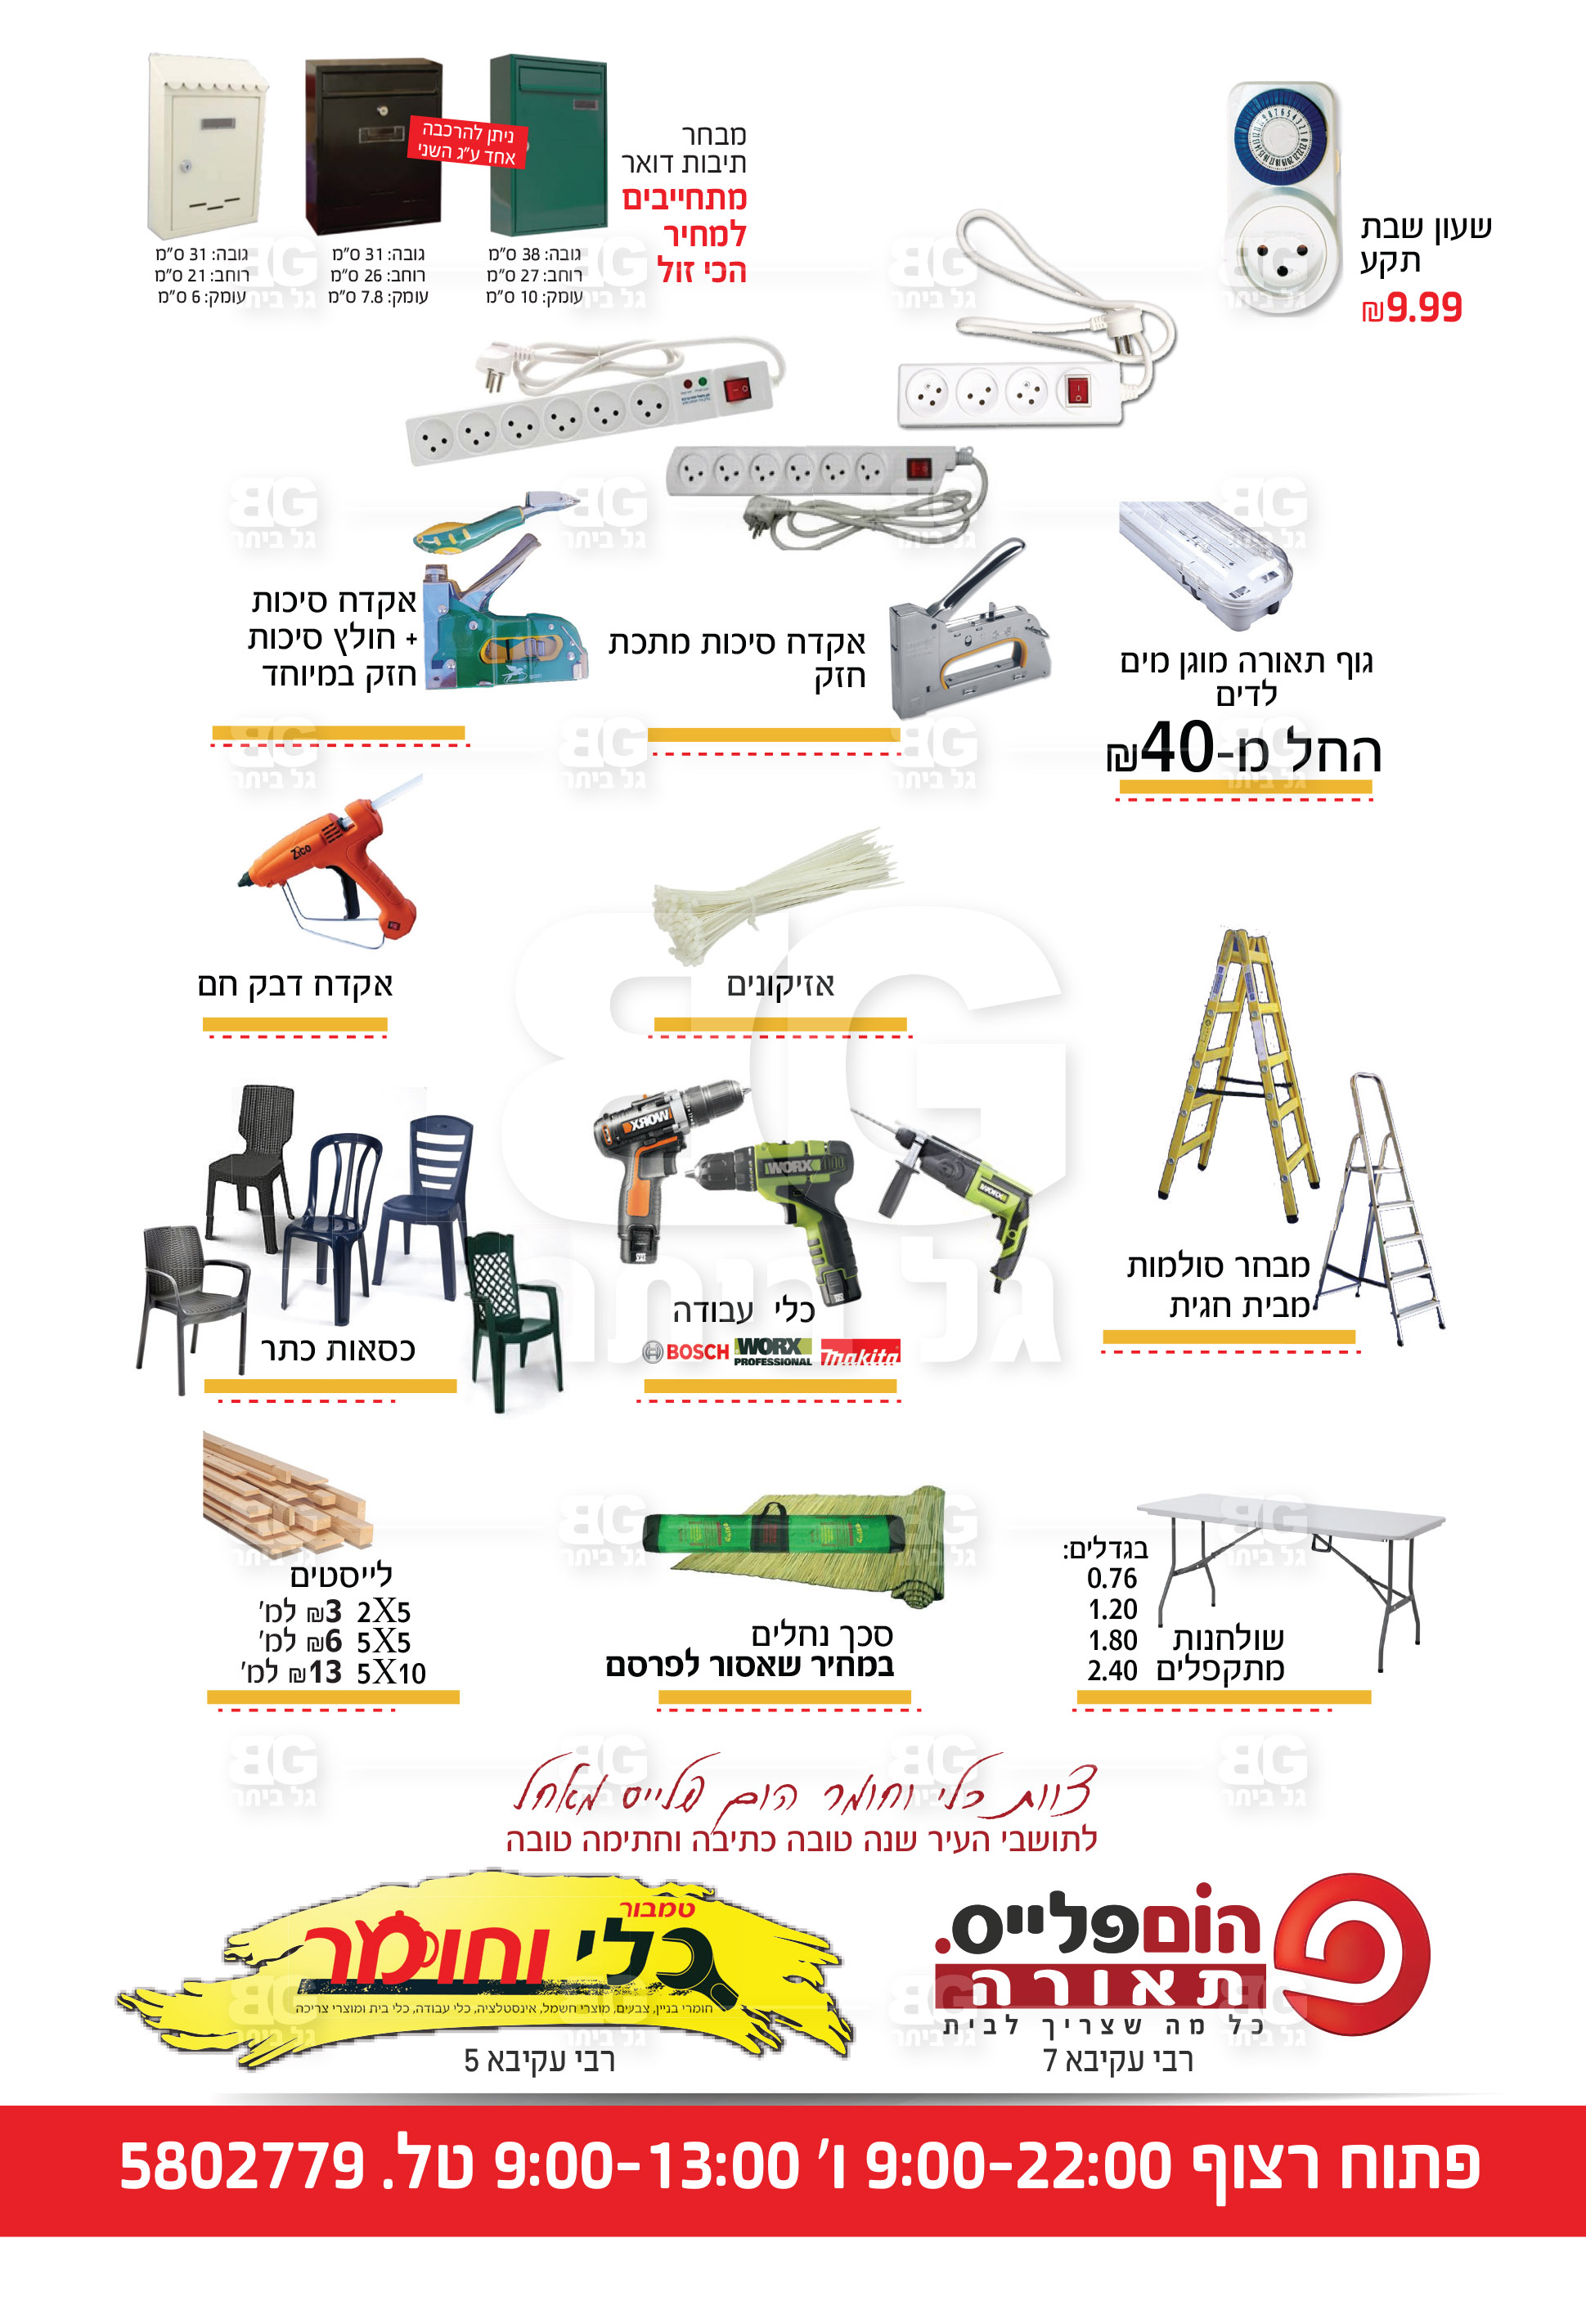 שעון שבת
תקע
9.99₪
מבחר
תיבות דואר
מתחייבים
למחיר
הכי זול
ניתן להרכבה
אחד ע״ג השני
גובה: 38 ס״מ
רוחב: 27 ס״מ
עומק: 10 ס״מ
גובה: 31 ס״מ
רוחב: 26 ס״מ
עומק: 7.8 ס״מ
גובה: 31 ס״מ
רוחב: 21 ס״מ
עומק: 6 ס״מ
גוף תאורה מוגן מים
לדים
החל מ-40₪
אקדח סיכות מתכת
חזק
אקדח סיכות
+ חולץ סיכות
חזק במיוחד
אזיקונים
Zico
אקדח דבק חם
מבחר סולמות
מבית חגית
WORX
WORX
WORX
כלי עבודה
BOSCH
WORX
PROFESSIONAL
makita
כסאות כתר
בגדלים:
0.76
1.20
1.80
2.40
שולחנות
מתקפלים
סכך נחלים
במחיר שאסור לפרסם
לייסטים
2X5 3₪ למ'
5X5 6₪ למ'
5X10 13₪ למ'
צוות כלי וחומר הום פלייס מאחל
לתושבי העיר שנה טובה כתיבה וחתימה טובה
הום פלייס.
תאורה
כל מה שצריך לבית
רבי עקיבא 7
טמבור
כלי וחומר
חומרי בניין, צבעים, מוצרי חשמל, אינסטלציה, כלי עבודה, כלי בית ומוצרי צריכה
רבי עקיבא 5
פתוח רצוף 9:00-22:00 ו' 9:00-13:00 טל. 5802779
BG
גל ביתר